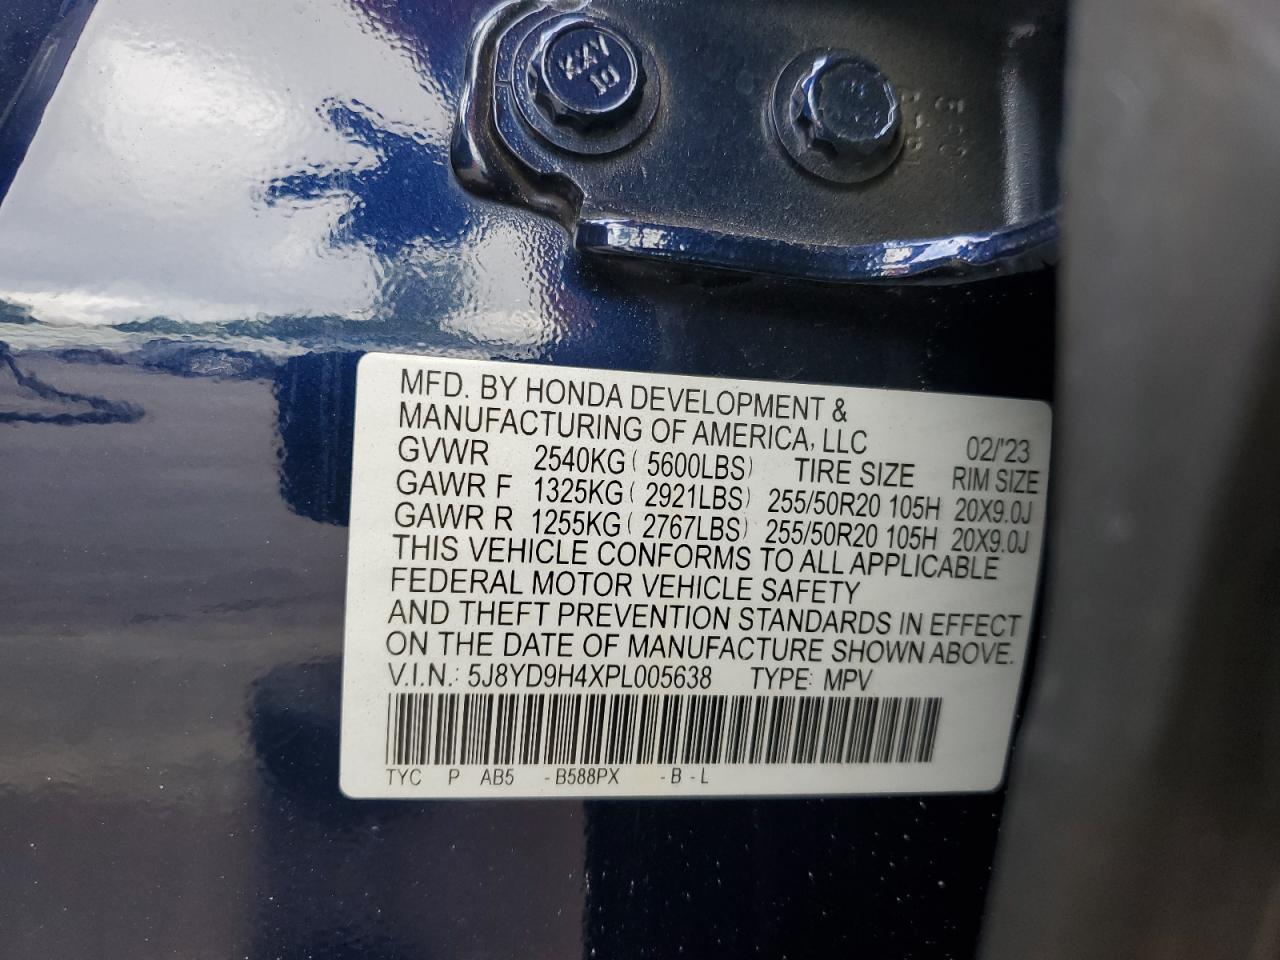 KXY
10
MFD. BY HONDA DEVELOPMENT &
MANUFACTURING OF AMERICA, LLC 02/'23
GVWR 2540KG ( 5600LBS) TIRE SIZE RIM SIZE
GAWR F 1325KG ( 2921LBS) 255/50R20 105H 20X9.0J
GAWR R 1255KG ( 2767LBS) 255/50R20 105H 20X9.0J
THIS VEHICLE CONFORMS TO ALL APPLICABLE
FEDERAL MOTOR VEHICLE SAFETY
AND THEFT PREVENTION STANDARDS IN EFFECT
ON THE DATE OF MANUFACTURE SHOWN ABOVE.
V.I.N.: 5J8YD9H4XPL005638 TYPE: MPV
TYC P AB5 - B588PX - B - L